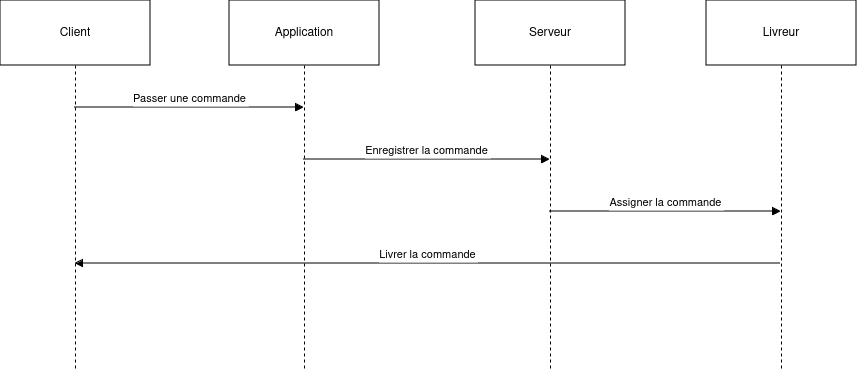 Client
Application
Serveur
Livreur
Passer une commande
Enregistrer la commande
Assigner la commande
Livrer la commande